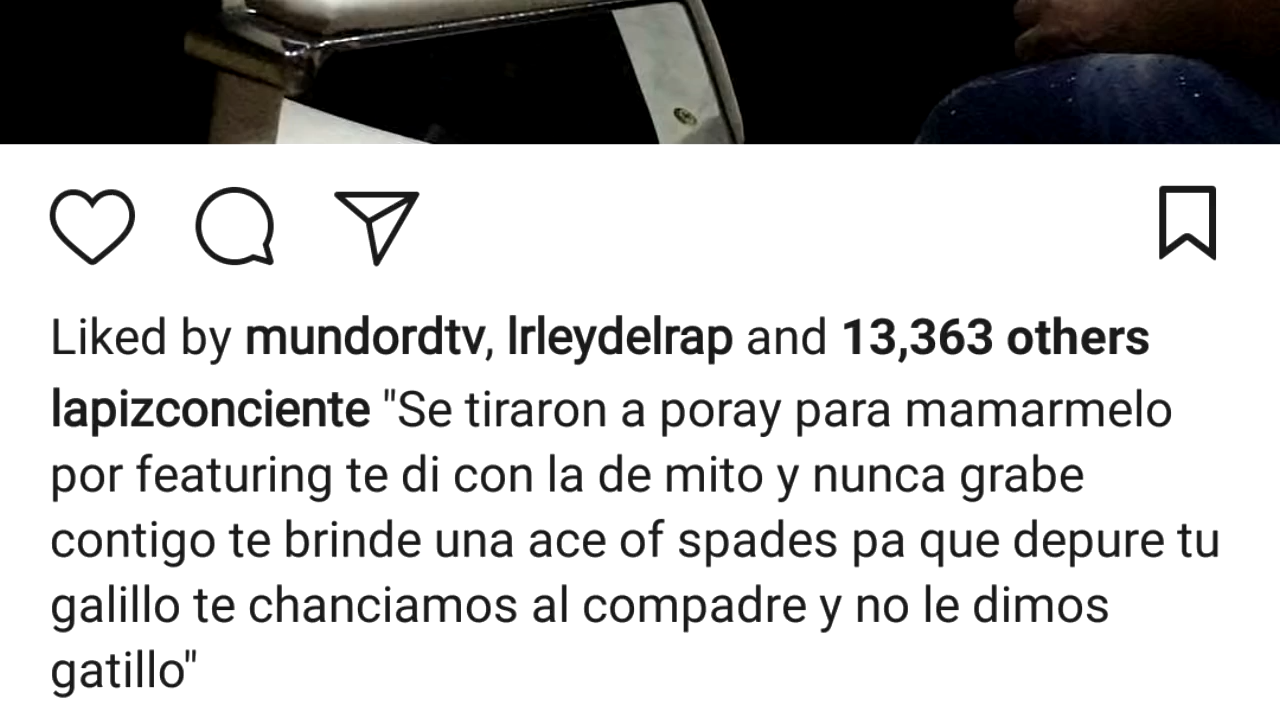 Liked by mundordtv, lrleydelrap and 13,363 others
lapizconciente "Se tiraron a poray para mamarmelo
por featuring te di con la de mito y nunca grabe
contigo te brinde una ace of spades pa que depure tu
galillo te chanciamos al compadre y no le dimos
gatillo"